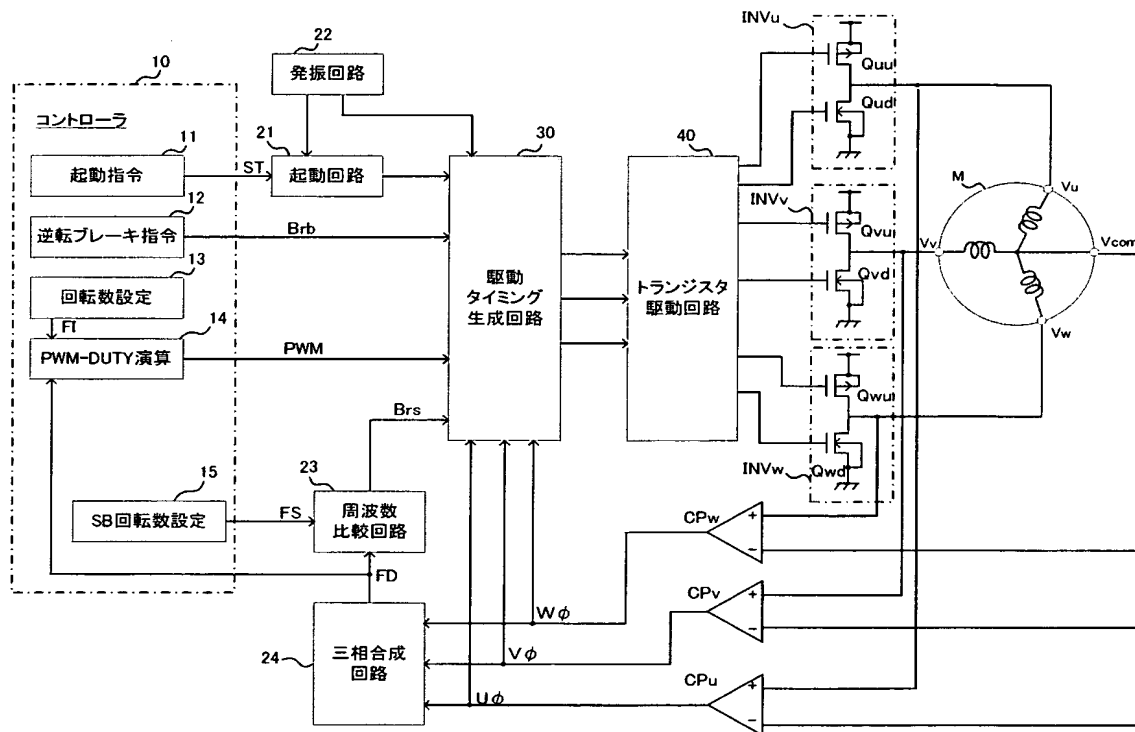 10
コントローラ
11
起動指令
ST
12
逆転ブレーキ指令
Brb
13
回転数設定
FI
14
PWM-DUTY演算
PWM
15
SB回転数設定
FS
22
発振回路
21
起動回路
23
周波数
比較回路
Brs
FD
24
三相合成
回路
30
駆動
タイミング
生成回路
40
トランジスタ
駆動回路
INVu
Quu
Qud
INVv
Qvu
Qvd
INVw
Qwu
Qwd
M
Vu
Vv
Vcom
Vw
CPw
+
−
Wφ
CPv
+
−
Vφ
CPu
+
−
Uφ